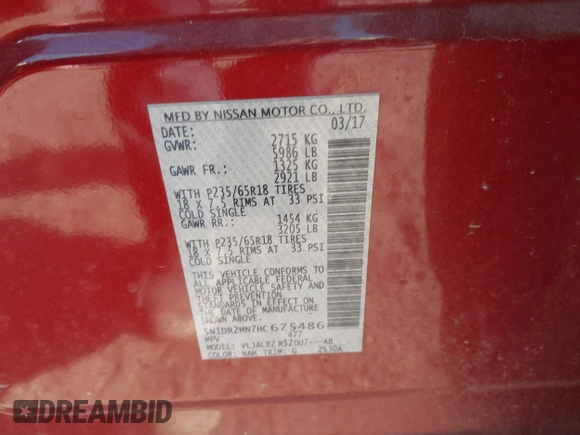 MFD BY NISSAN MOTOR CO., LTD.
DATE: 03/17
GVWR: 2715 KG
5986 LB
GAWR FR.: 1325 KG
2921 LB
WITH P235/65R18 TIRES
18 X 7.5 RIMS AT 33 PSI
COLD SINGLE
GAWR RR.: 1454 KG
3205 LB
WITH P235/65R18 TIRES
18 X 7.5 RIMS AT 33 PSI
COLD SINGLE
THIS VEHICLE CONFORMS TO
ALL APPLICABLE FEDERAL
MOTOR VEHICLE SAFETY AND
THEFT PREVENTION
STANDARDS IN EFFECT ON
THE DATE OF MANUFACTURE
5N1DR2MN7HC675486
MPV 477
MODEL:
COLOR: NAH TRIM: G 2530A
DREAMBID